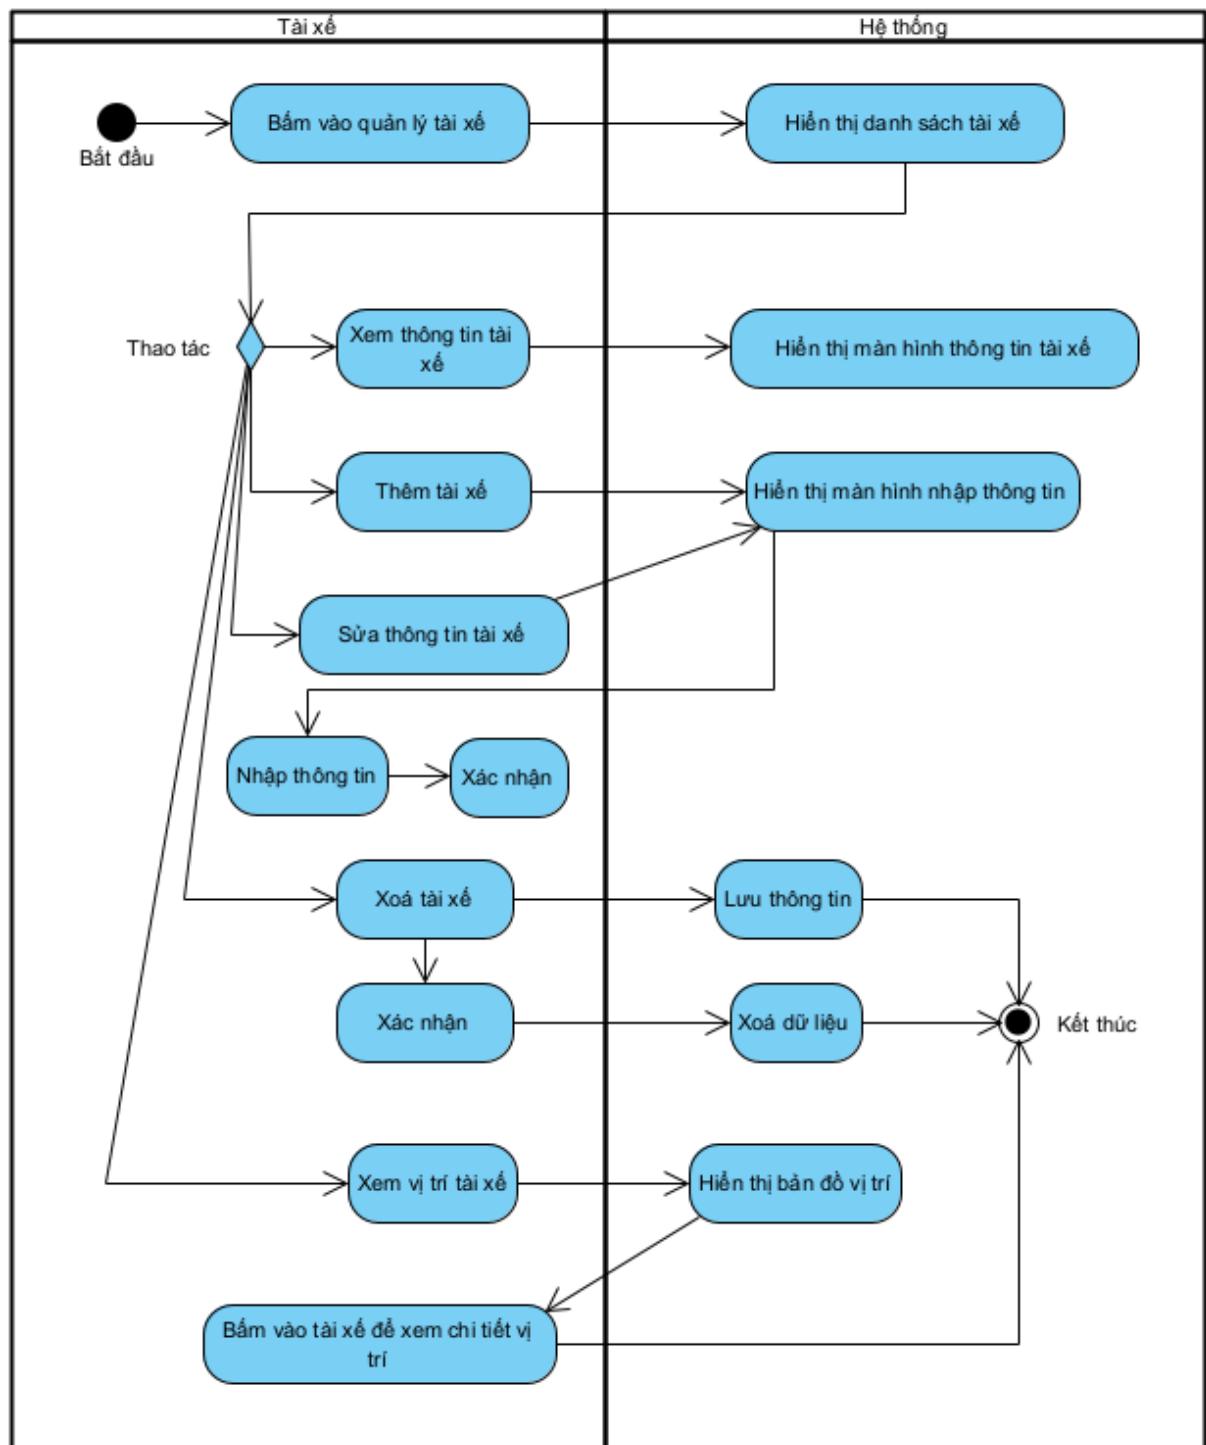 Tài xế
Hệ thống
Bấm vào quản lý tài xế
Hiển thị danh sách tài xế
Bắt đầu
Thao tác
Xem thông tin tài
xế
Hiển thị màn hình thông tin tài xế
Thêm tài xế
Hiển thị màn hình nhập thông tin
Sửa thông tin tài xế
Nhập thông tin
Xác nhận
Xoá tài xế
Lưu thông tin
Xác nhận
Xoá dữ liệu
Kết thúc
Xem vị trí tài xế
Hiển thị bản đồ vị trí
Bấm vào tài xế để xem chi tiết vị
trí